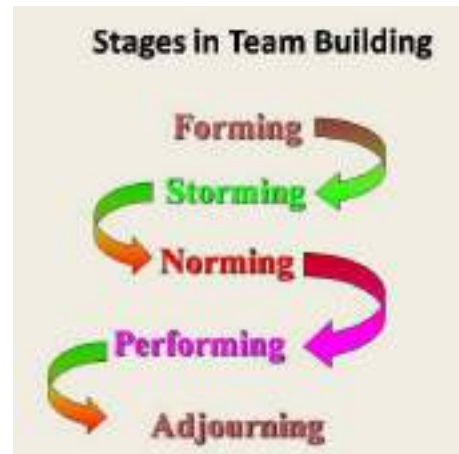 Stages in Team Building
Forming
Storming
Norming
Performing
Adjourning